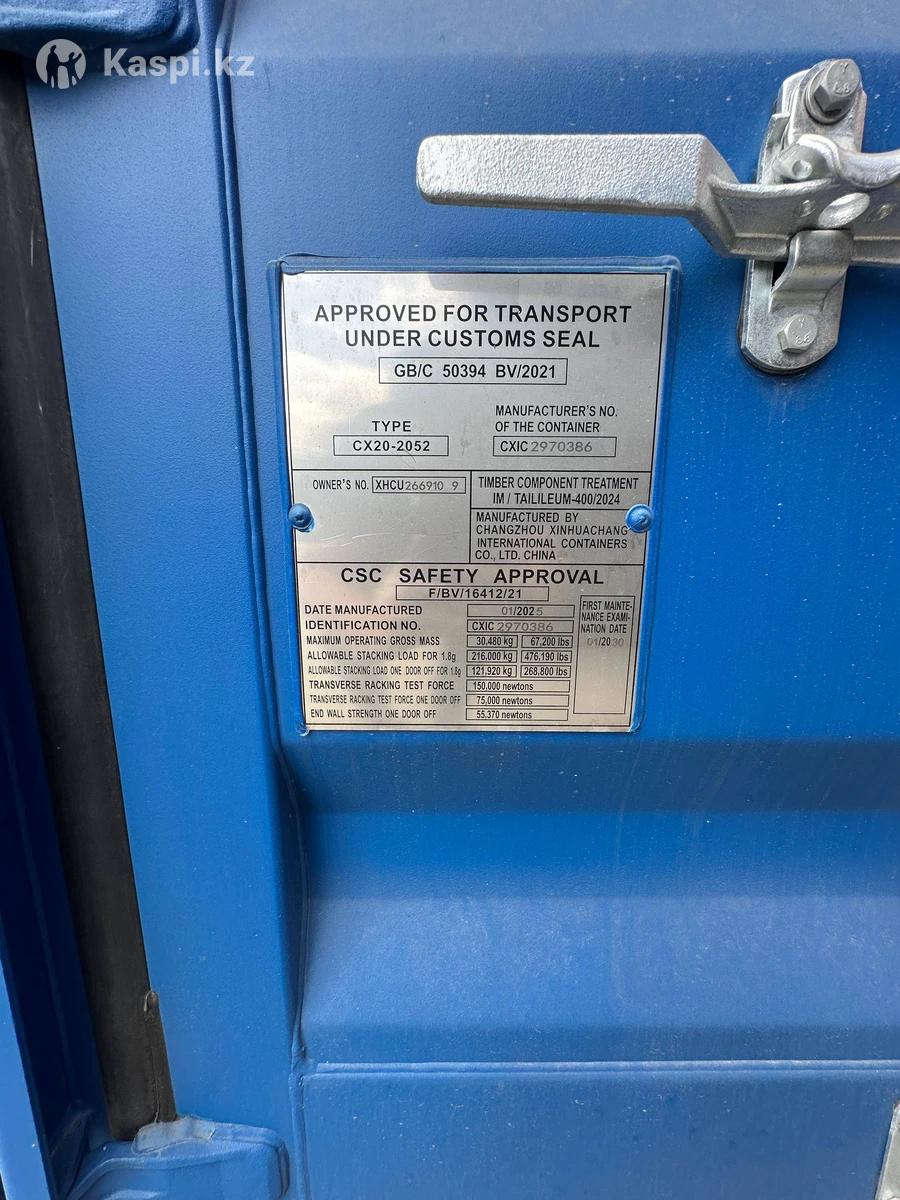 Kaspi.kz
APPROVED FOR TRANSPORT
UNDER CUSTOMS SEAL
GB/C 50394 BV/2021
TYPE
CX20-2052
MANUFACTURER'S NO.
OF THE CONTAINER
CXIC 2970386
OWNER'S NO. XHCU266910 9
TIMBER COMPONENT TREATMENT
IM / TAILILEUM-400/2024
MANUFACTURED BY
CHANGZHOU XINHUACHANG
INTERNATIONAL CONTAINERS
CO., LTD. CHINA
CSC SAFETY APPROVAL
F/BV/16412/21
DATE MANUFACTURED 01/2025
IDENTIFICATION NO. CXIC 2970386
MAXIMUM OPERATING GROSS MASS 30.480 kg 67.200 lbs
ALLOWABLE STACKING LOAD FOR 1.8g 216.000 kg 476.190 lbs
ALLOWABLE STACKING LOAD ONE DOOR OFF FOR 1.8g 121.920 kg 268.800 lbs
TRANSVERSE RACKING TEST FORCE 150.000 newtons
TRANSVERSE RACKING TEST FORCE ONE DOOR OFF 75.000 newtons
END WALL STRENGTH ONE DOOR OFF 55.370 newtons
FIRST MAINTE-
NANCE EXAMI-
NATION DATE
01/2030